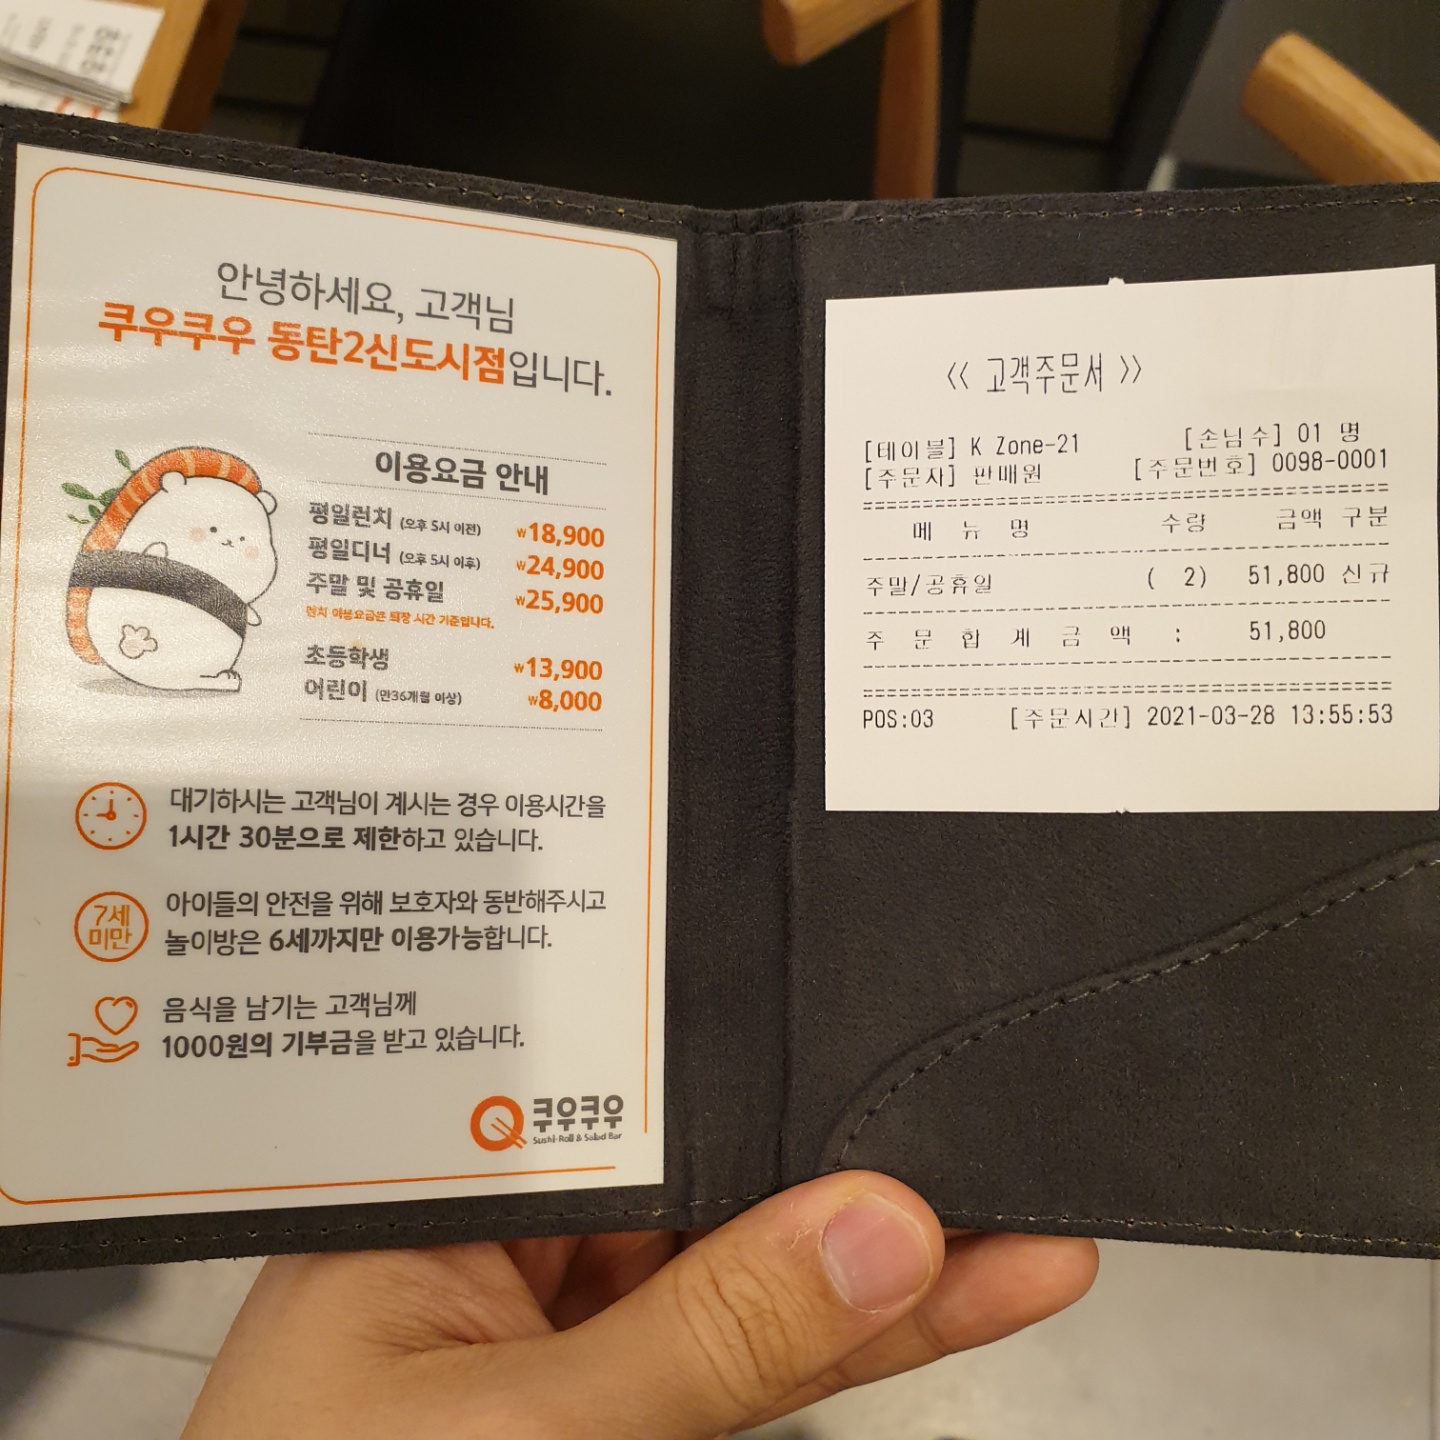 안녕하세요, 고객님
쿠우쿠우 동탄2신도시점입니다.
이용요금 안내
평일런치 (오후 5시 이전) ₩18,900
평일디너 (오후 5시 이후) ₩24,900
주말 및 공휴일 ₩25,900
런치 이용요금은 퇴장 시간 기준입니다.
초등학생 ₩13,900
어린이 (만36개월 이상) ₩8,000
대기하시는 고객님이 계시는 경우 이용시간을
1시간 30분으로 제한하고 있습니다.
7세
미만
아이들의 안전을 위해 보호자와 동반해주시고
놀이방은 6세까지만 이용가능합니다.
음식을 남기는 고객님께
1000원의 기부금을 받고 있습니다.
쿠우쿠우
Sushi·Roll & Salad Bar
<< 고객주문서 >>
[테이블] K Zone-21 [손님수] 01 명
[주문자] 판매원 [주문번호] 0098-0001
메 뉴 명 수량 금액 구분
주말/공휴일 ( 2) 51,800 신규
주 문 합 계 금 액 : 51,800
POS:03 [주문시간] 2021-03-28 13:55:53